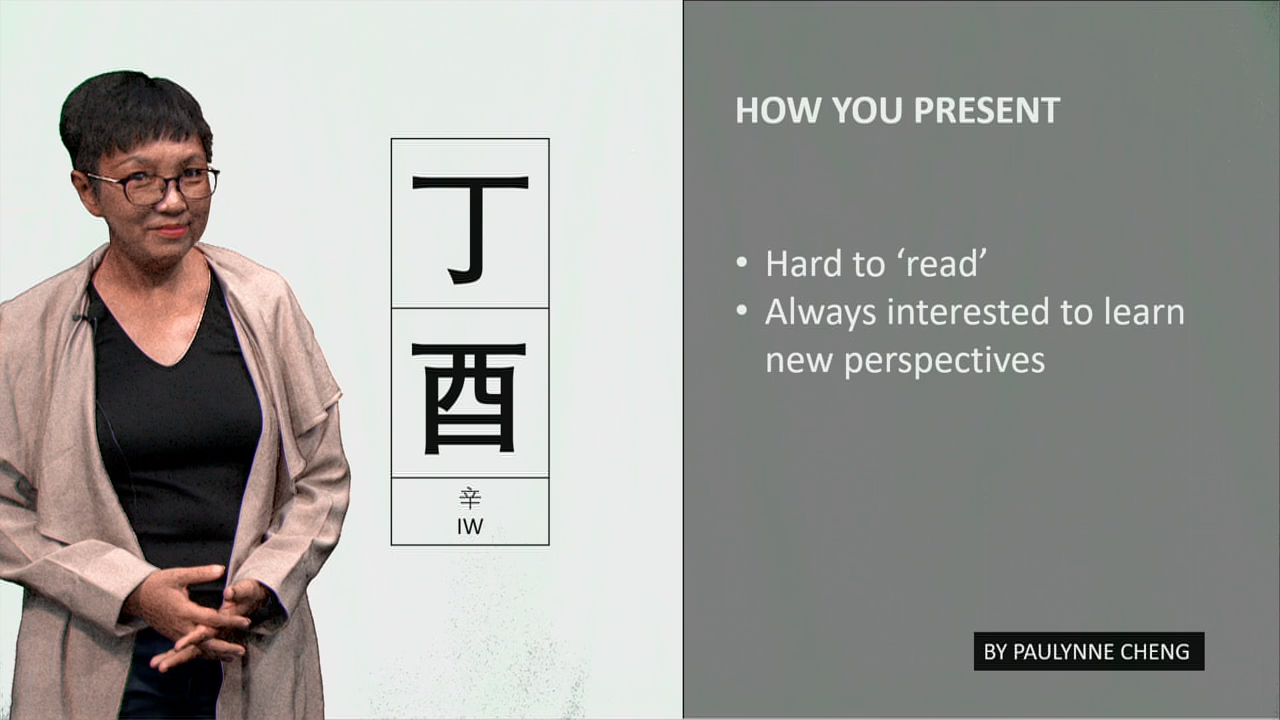 丁
酉
辛
IW
HOW YOU PRESENT
• Hard to ‘read’
• Always interested to learn
new perspectives
BY PAULYNNE CHENG